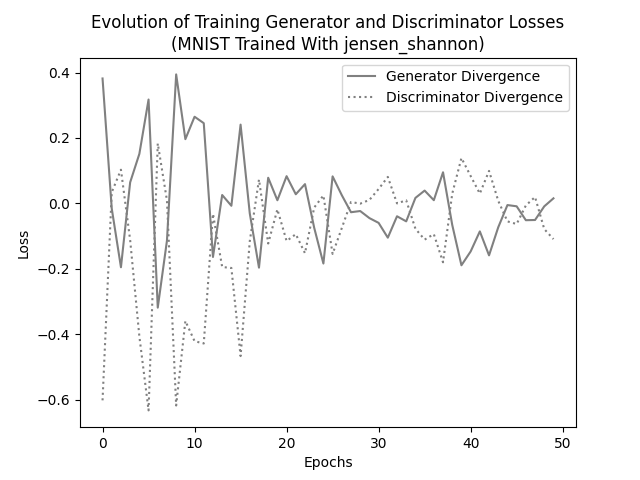 Evolution of Training Generator and Discriminator Losses
(MNIST Trained With jensen_shannon)
Generator Divergence
Discriminator Divergence
0.4
0.2
0.0
−0.2
−0.4
−0.6
Loss
0 10 20 30 40 50
Epochs